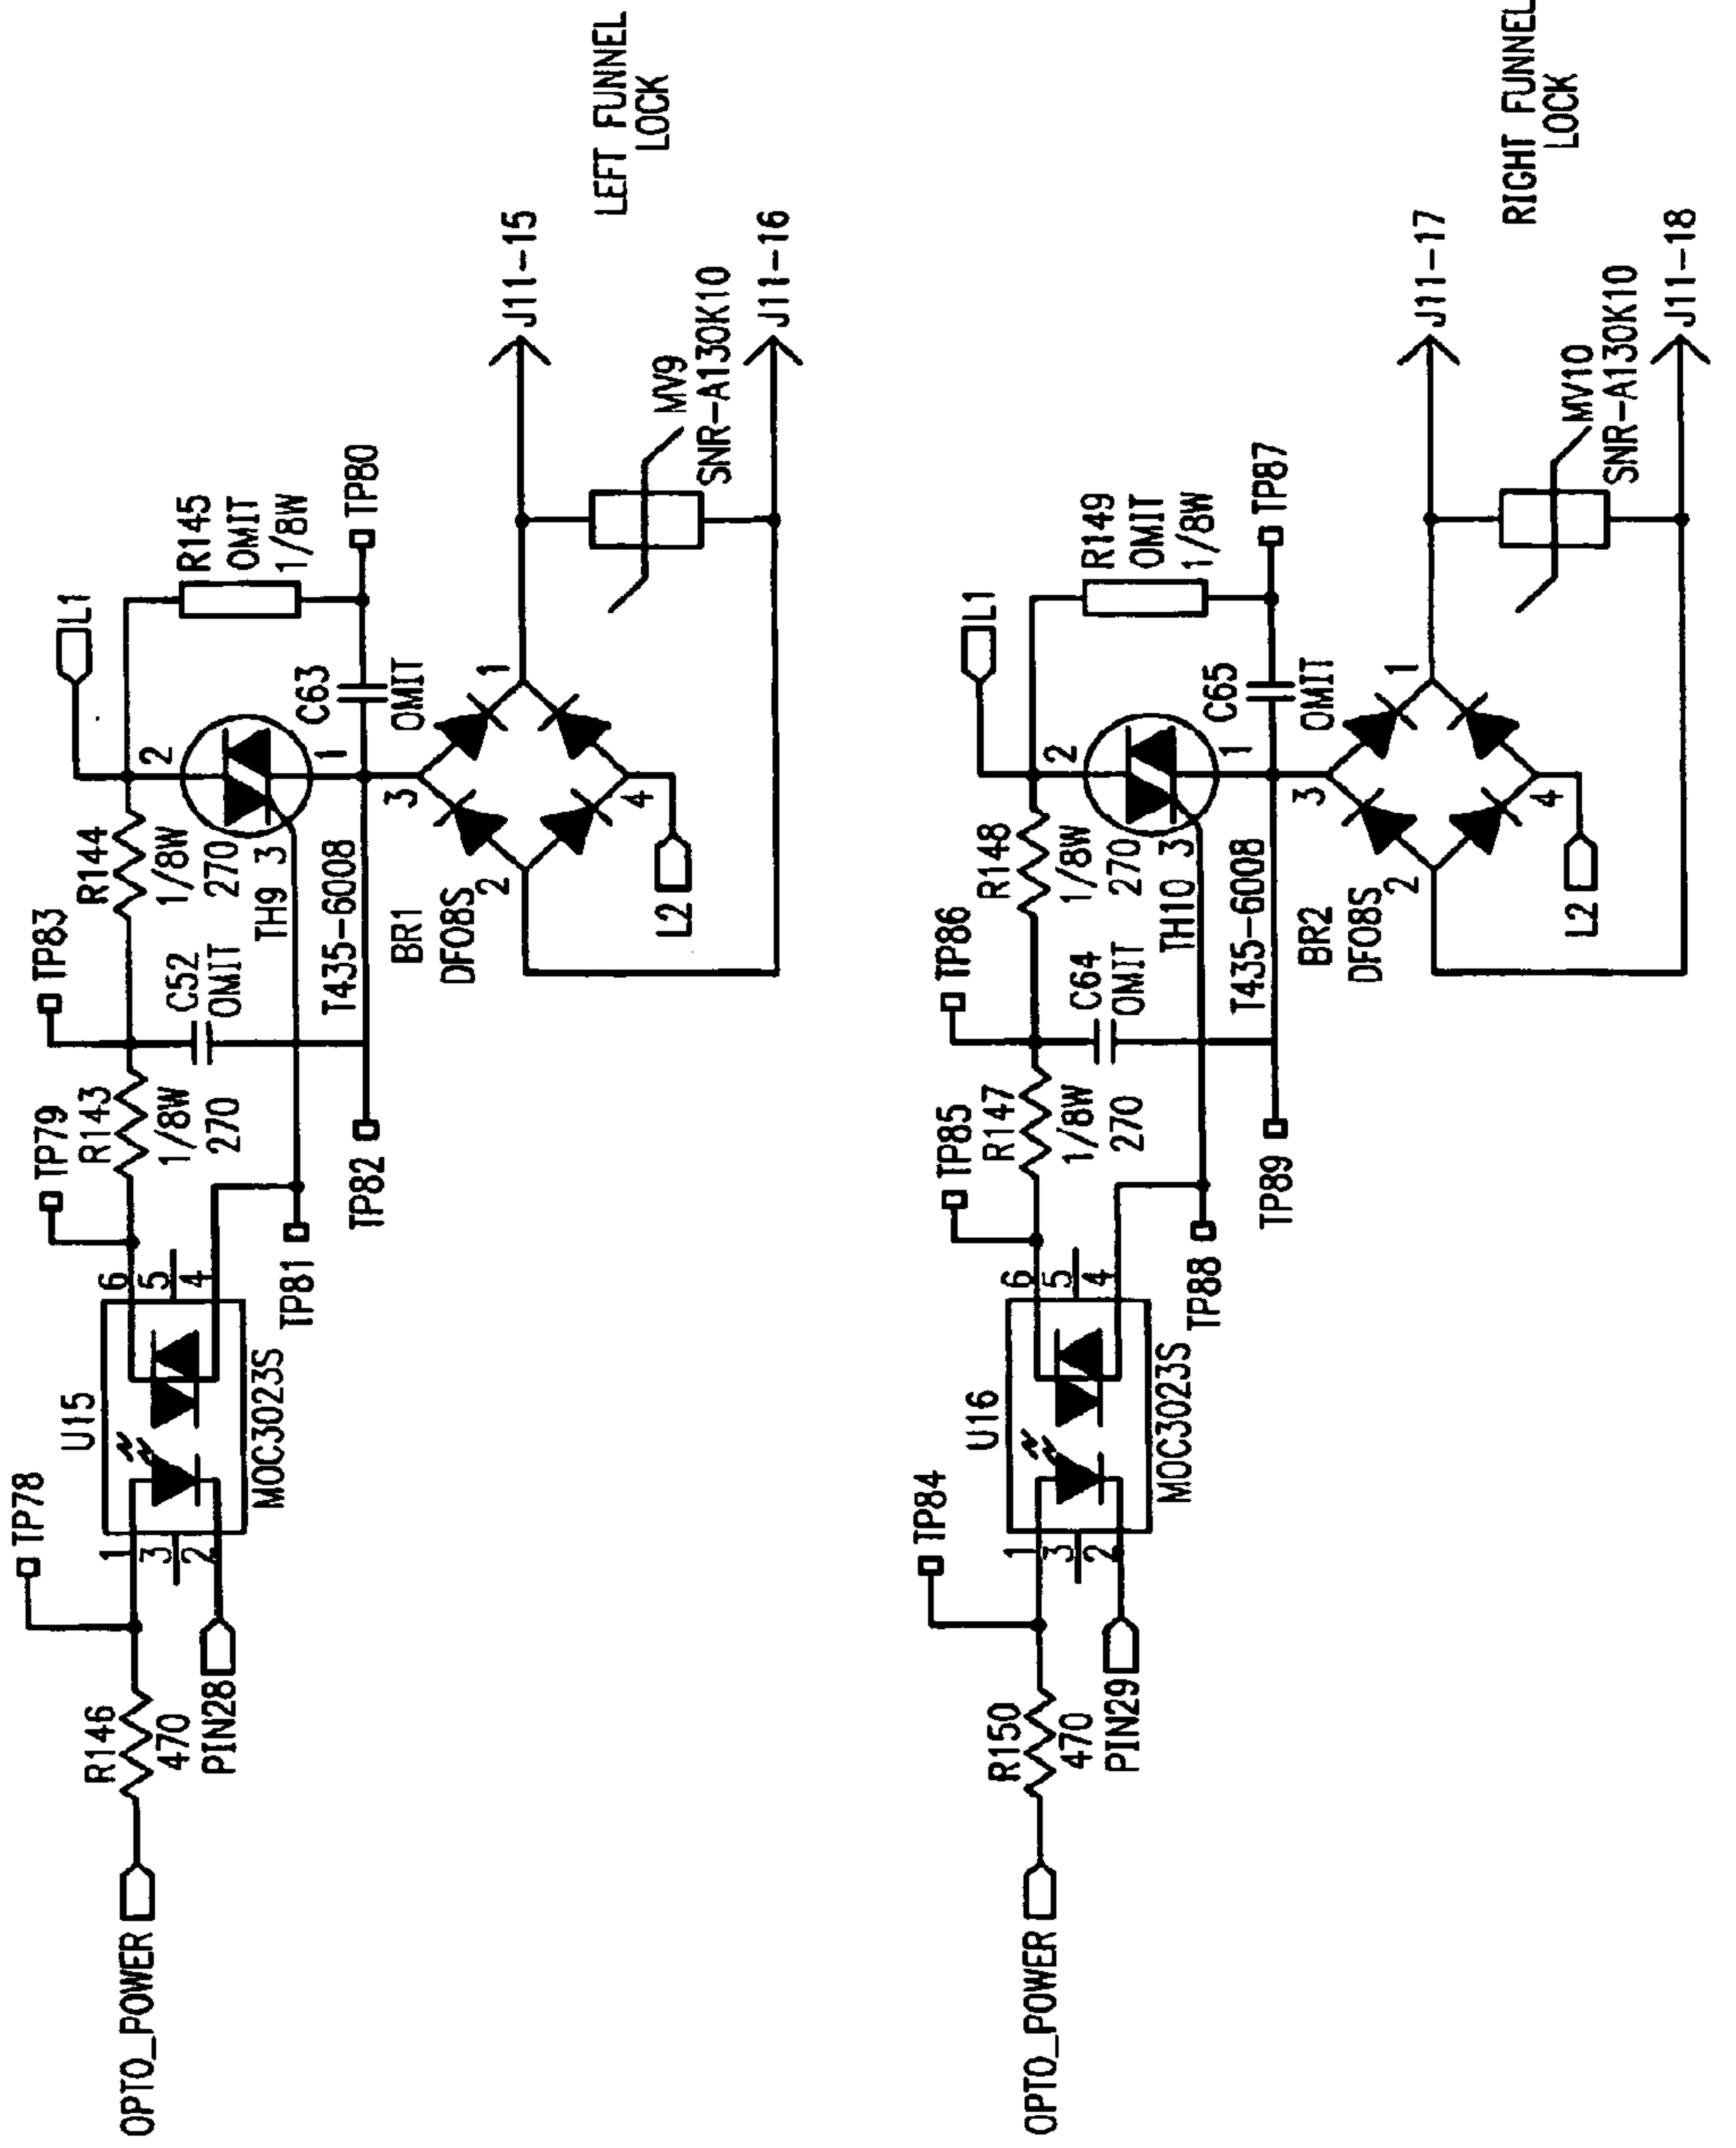 TP78
TP79
TP83
L1
OPTO_POWER
R146
470
PIN28
1
3
2
U15
MOC3023S
6
5
4
R143
1/8W
270
C52
OMIT
R144
1/8W
270
TH9
3
2
1
T435-6008
R145
OMIT
1/8W
C63
OMIT
TP80
TP81
TP82
BR1
DF08S
3
1
2
4
L2
J11-15
MV9
SNR-A130K10
J11-16
LEFT FUNNEL
LOCK
TP84
TP85
TP86
L1
OPTO_POWER
R150
470
PIN29
1
3
2
U16
MOC3023S
6
5
4
R147
1/8W
270
C64
OMIT
R148
1/8W
270
TH10
3
2
1
T435-6008
R149
OMIT
1/8W
C65
OMIT
TP87
TP88
TP89
BR2
DF08S
3
1
2
4
L2
J11-17
MV10
SNR-A130K10
J11-18
RIGHT FUNNEL
LOCK